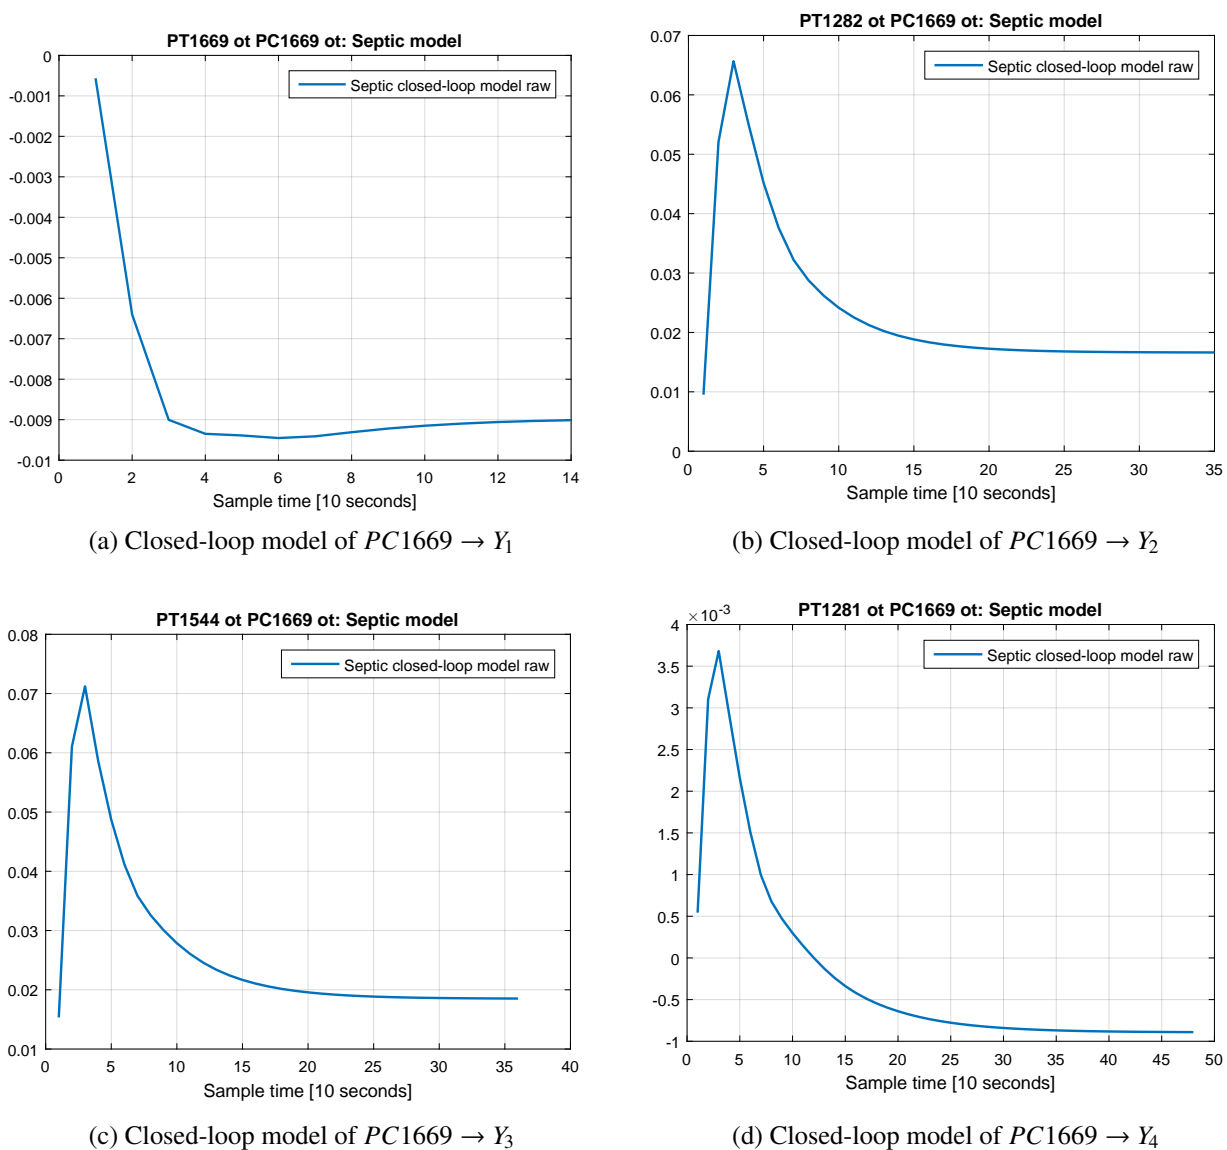 PT1669 ot PC1669 ot: Septic model
Septic closed-loop model raw
0
-0.001
-0.002
-0.003
-0.004
-0.005
-0.006
-0.007
-0.008
-0.009
-0.01
0 2 4 6 8 10 12 14
Sample time [10 seconds]
(a) Closed-loop model of PC1669 → Y1
PT1282 ot PC1669 ot: Septic model
Septic closed-loop model raw
0.07
0.06
0.05
0.04
0.03
0.02
0.01
0
0 5 10 15 20 25 30 35
Sample time [10 seconds]
(b) Closed-loop model of PC1669 → Y2
PT1544 ot PC1669 ot: Septic model
Septic closed-loop model raw
0.08
0.07
0.06
0.05
0.04
0.03
0.02
0.01
0 5 10 15 20 25 30 35 40
Sample time [10 seconds]
(c) Closed-loop model of PC1669 → Y3
PT1281 ot PC1669 ot: Septic model
×10-3
Septic closed-loop model raw
4
3.5
3
2.5
2
1.5
1
0.5
0
-0.5
-1
0 5 10 15 20 25 30 35 40 45 50
Sample time [10 seconds]
(d) Closed-loop model of PC1669 → Y4